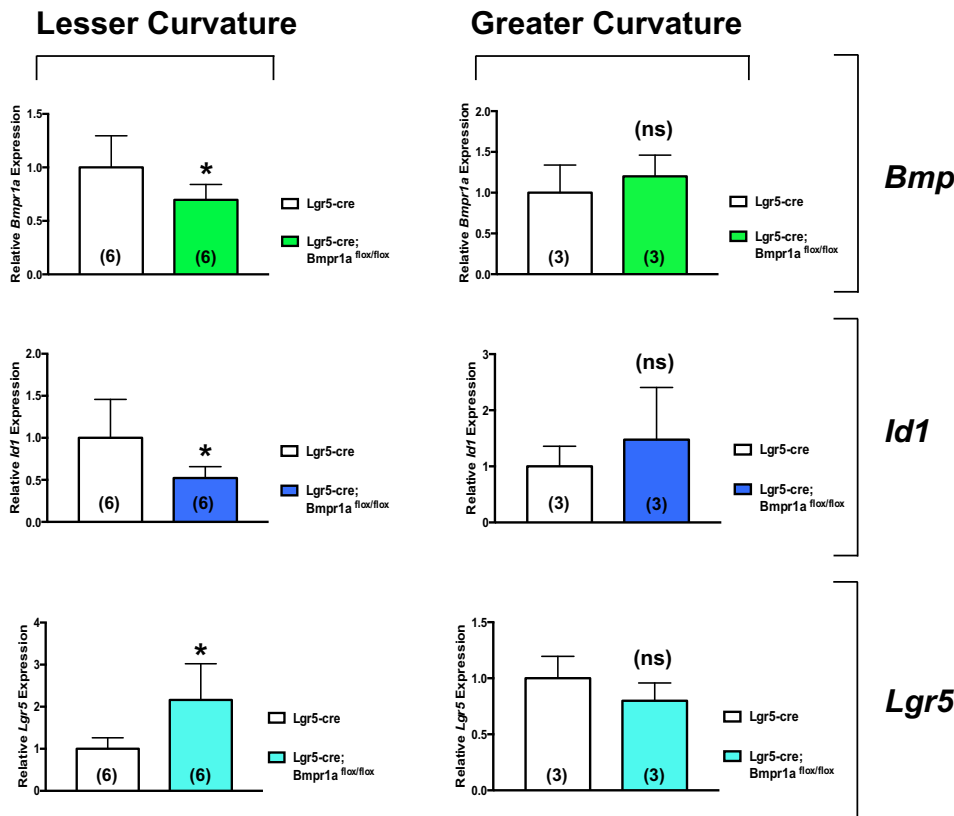 Lesser Curvature
Greater Curvature
Relative Bmpr1a Expression
1.5
1.0
0.5
0.0
*
(6)
(6)
Lgr5-cre
Lgr5-cre;
Bmpr1a flox/flox
Relative Bmpr1a Expression
2.0
1.5
1.0
0.5
0.0
(ns)
(3)
(3)
Lgr5-cre
Lgr5-cre;
Bmpr1a flox/flox
Bmp
Relative Id1 Expression
2.0
1.5
1.0
0.5
0.0
*
(6)
(6)
Lgr5-cre
Lgr5-cre;
Bmpr1a flox/flox
Relative Id1 Expression
3
2
1
0
(ns)
(3)
(3)
Lgr5-cre
Lgr5-cre;
Bmpr1a flox/flox
Id1
Relative Lgr5 Expression
4
3
2
1
0
*
(6)
(6)
Lgr5-cre
Lgr5-cre;
Bmpr1a flox/flox
Relative Lgr5 Expression
1.5
1.0
0.5
0.0
(ns)
(3)
(3)
Lgr5-cre
Lgr5-cre;
Bmpr1a flox/flox
Lgr5